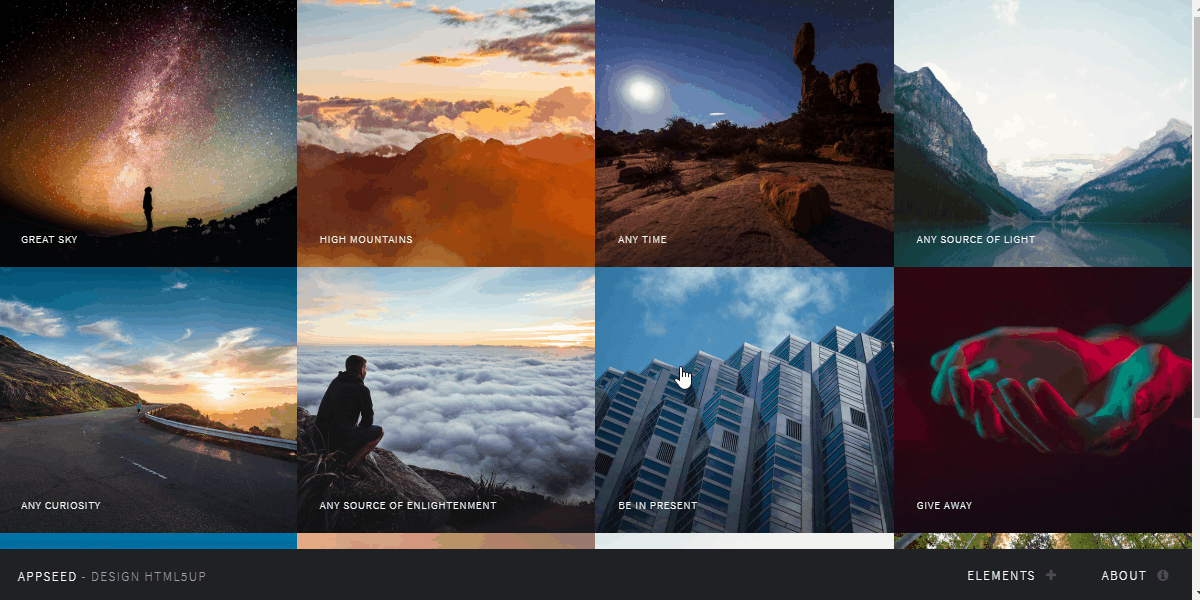 GREAT SKY
HIGH MOUNTAINS
ANY TIME
ANY SOURCE OF LIGHT
ANY CURIOSITY
ANY SOURCE OF ENLIGHTENMENT
BE IN PRESENT
GIVE AWAY
APPSEED - DESIGN HTML5UP
ELEMENTS
ABOUT